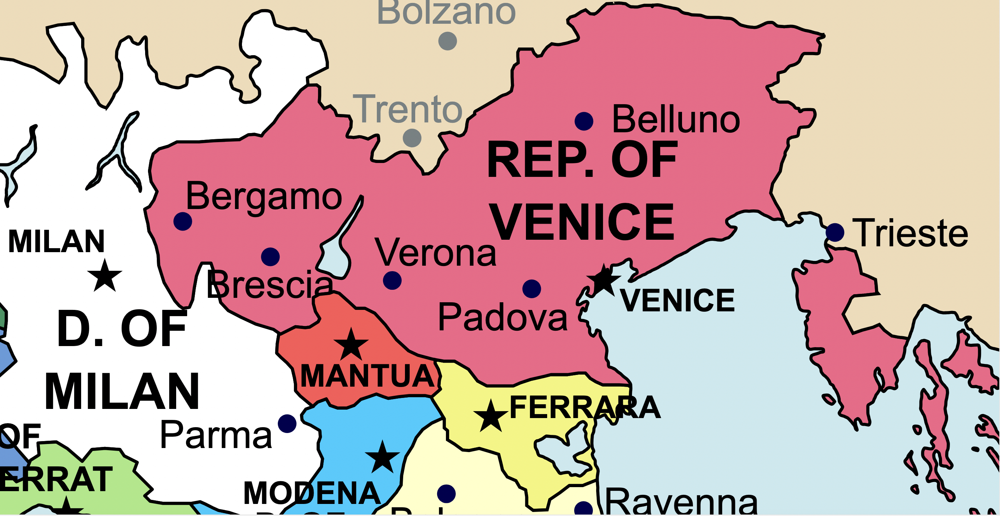 Bolzano
Trento
Belluno
REP. OF
VENICE
Bergamo
MILAN
Trieste
Verona
Brescia
VENICE
Padova
D. OF
MILAN
MANTUA
FERRARA
Parma
OF
ERRAT
MODENA
Ravenna